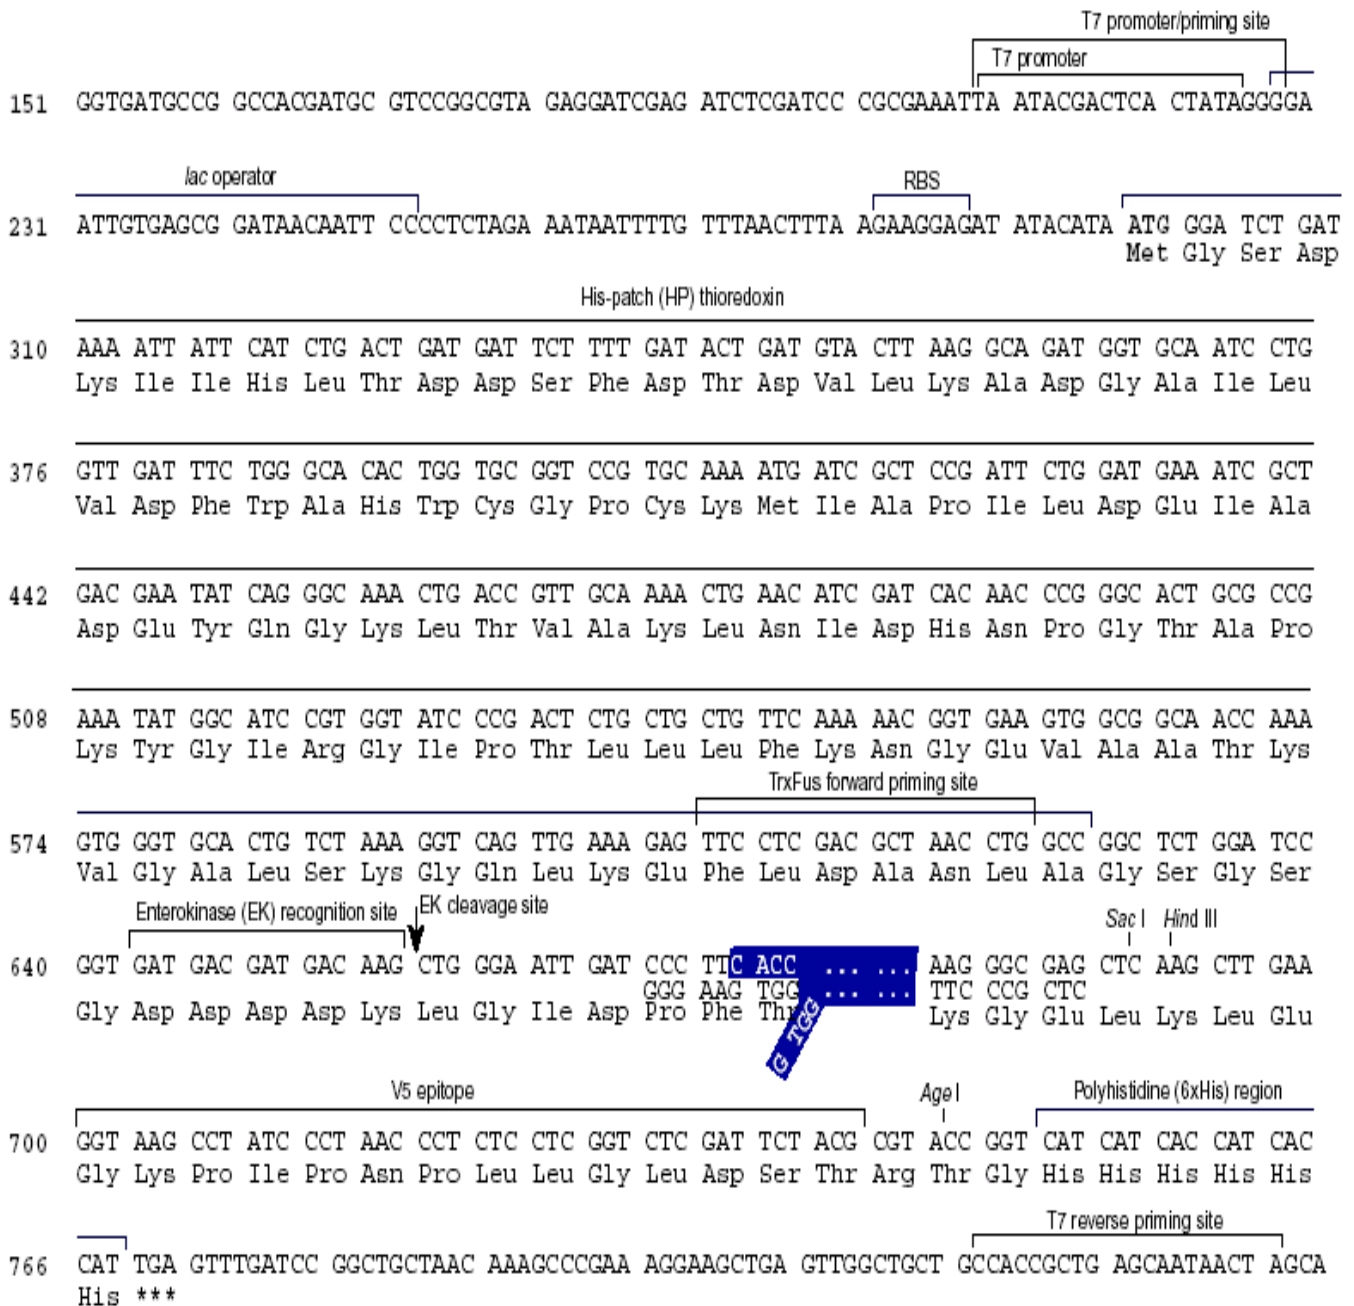 T7 promoter/priming site
T7 promoter
151 GGTGATGCCG GCCACGATGC GTCCGGCGTA GAGGATCGAG ATCTCGATCC CGCGAAATTA ATACGACTCA CTATAGGGGA
lac operator RBS
231 ATTGTGAGCG GATAACAATT CCCCTCTAGA AATAATTTTG TTTAACTTTA AGAAGGAGAT ATACATA ATG GGA TCT GAT
Met Gly Ser Asp
His-patch (HP) thioredoxin
310 AAA ATT ATT CAT CTG ACT GAT GAT TCT TTT GAT ACT GAT GTA CTT AAG GCA GAT GGT GCA ATC CTG
Lys Ile Ile His Leu Thr Asp Asp Ser Phe Asp Thr Asp Val Leu Lys Ala Asp Gly Ala Ile Leu
376 GTT GAT TTC TGG GCA CAC TGG TGC GGT CCG TGC AAA ATG ATC GCT CCG ATT CTG GAT GAA ATC GCT
Val Asp Phe Trp Ala His Trp Cys Gly Pro Cys Lys Met Ile Ala Pro Ile Leu Asp Glu Ile Ala
442 GAC GAA TAT CAG GGC AAA CTG ACC GTT GCA AAA CTG AAC ATC GAT CAC AAC CCG GGC ACT GCG CCG
Asp Glu Tyr Gln Gly Lys Leu Thr Val Ala Lys Leu Asn Ile Asp His Asn Pro Gly Thr Ala Pro
508 AAA TAT GGC ATC CGT GGT ATC CCG ACT CTG CTG CTG TTC AAA AAC GGT GAA GTG GCG GCA ACC AAA
Lys Tyr Gly Ile Arg Gly Ile Pro Thr Leu Leu Leu Phe Lys Asn Gly Glu Val Ala Ala Thr Lys
TrxFus forward priming site
574 GTG GGT GCA CTG TCT AAA GGT CAG TTG AAA GAG TTC CTC GAC GCT AAC CTG GCC GGC TCT GGA TCC
Val Gly Ala Leu Ser Lys Gly Gln Leu Lys Glu Phe Leu Asp Ala Asn Leu Ala Gly Ser Gly Ser
Enterokinase (EK) recognition site EK cleavage site Sac I Hind III
640 GGT GAT GAC GAT GAC AAG CTG GGA ATT GAT CCC TTC ACC ... ... AAG GGC GAG CTC AAG CTT GAA
GGG AAG TGG ... ... TTC CCG CTC
Gly Asp Asp Asp Asp Lys Leu Gly Ile Asp Pro Phe Thr Lys Gly Glu Leu Lys Leu Glu
G TGG
V5 epitope Age I Polyhistidine (6xHis) region
700 GGT AAG CCT ATC CCT AAC CCT CTC CTC GGT CTC GAT TCT ACG CGT ACC GGT CAT CAT CAC CAT CAC
Gly Lys Pro Ile Pro Asn Pro Leu Leu Gly Leu Asp Ser Thr Arg Thr Gly His His His His His
T7 reverse priming site
766 CAT TGA GTTTGATCC GGCTGCTAAC AAAGCCCGAA AGGAAGCTGA GTTGGCTGCT GCCACCGCTG AGCAATAACT AGCA
His ***